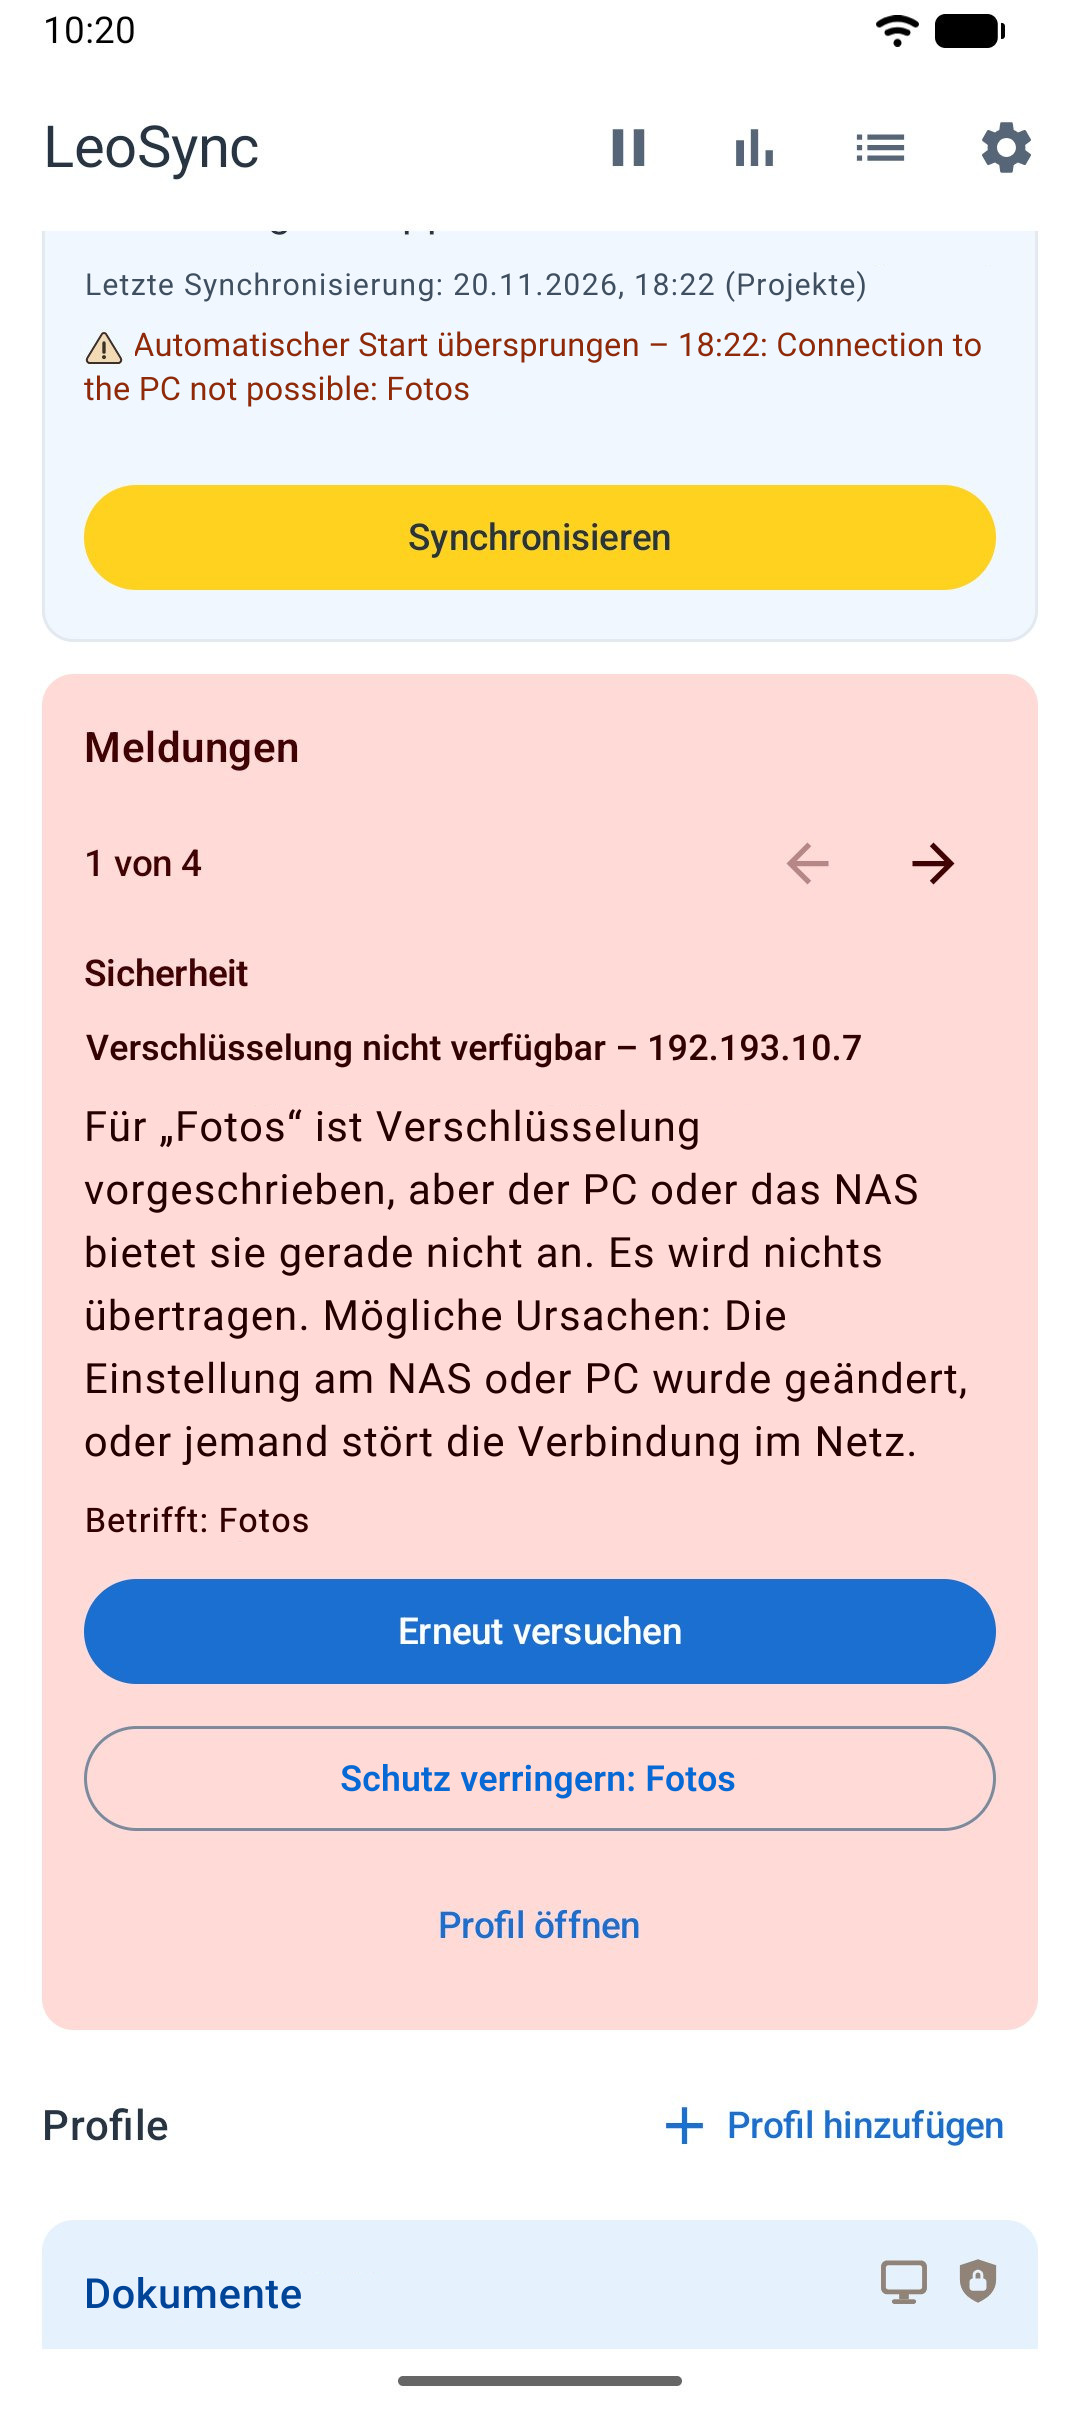 10:20
LeoSync
Letzte Synchronisierung: 20.11.2026, 18:22 (Projekte)
⚠ Automatischer Start übersprungen – 18:22: Connection to
the PC not possible: Fotos
Synchronisieren
Meldungen
1 von 4
Sicherheit
Verschlüsselung nicht verfügbar – 192.193.10.7
Für „Fotos“ ist Verschlüsselung
vorgeschrieben, aber der PC oder das NAS
bietet sie gerade nicht an. Es wird nichts
übertragen. Mögliche Ursachen: Die
Einstellung am NAS oder PC wurde geändert,
oder jemand stört die Verbindung im Netz.
Betrifft: Fotos
Erneut versuchen
Schutz verringern: Fotos
Profil öffnen
Profile
Profil hinzufügen
Dokumente